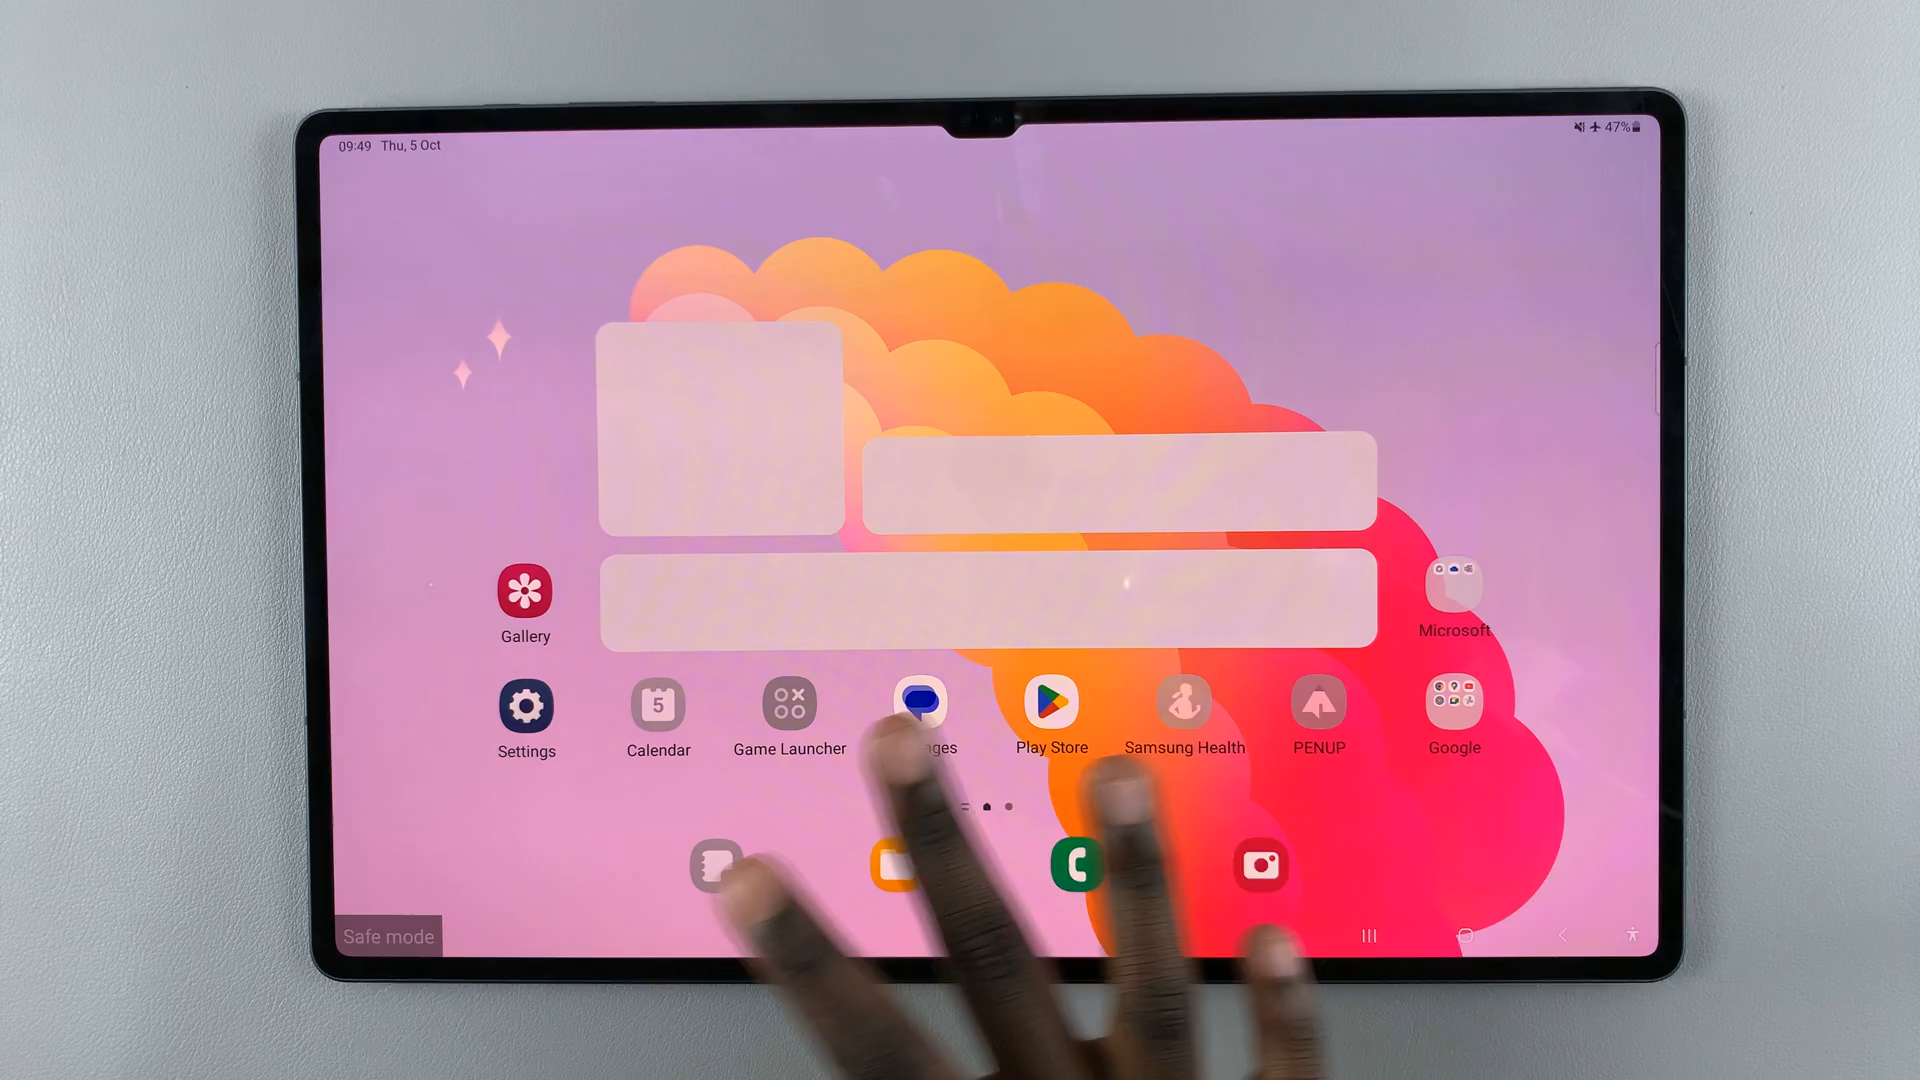 09:49 Thu, 5 Oct
47%
Gallery
Microsoft
5
Settings
Calendar
Game Launcher
Play Store
Samsung Health
PENUP
Google
Safe mode